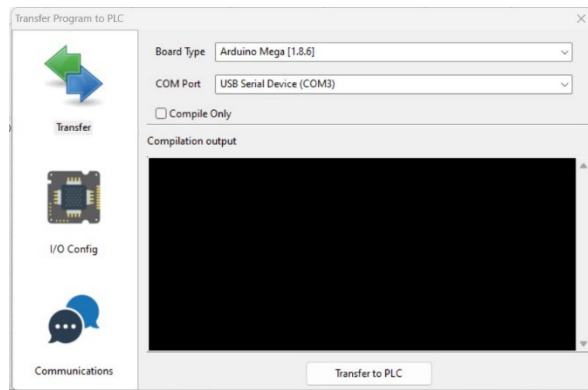 Transfer Program to PLC
Board Type
Arduino Mega [1.8.6]
COM Port
USB Serial Device (COM3)
Compile Only
Compilation output
Transfer
I/O Config
Communications
Transfer to PLC